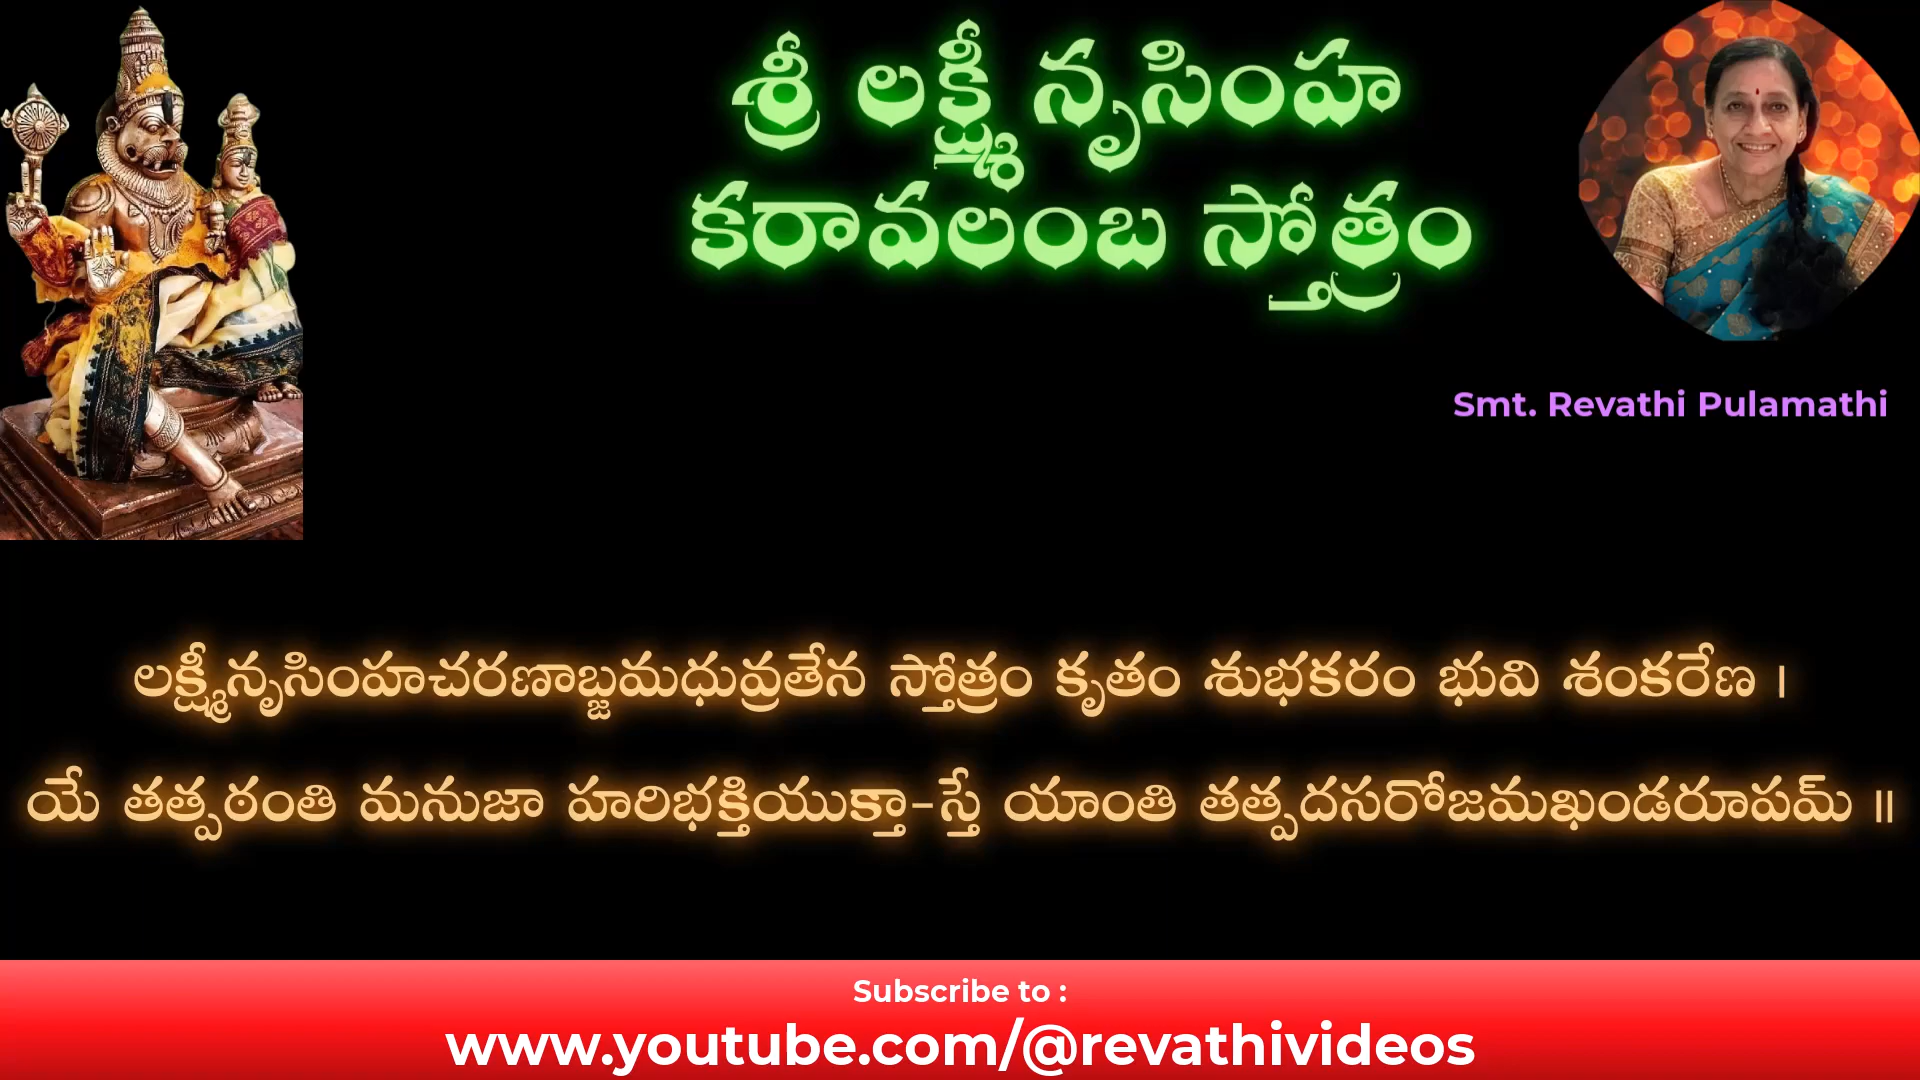 శ్రీ లక్ష్మీ నృసింహ
కరావలంబ స్తోత్రం
Smt. Revathi Pulamathi
లక్ష్మీనృసింహచరణాబ్జమధువ్రతేన స్తోత్రం కృతం శుభకరం భువి శంకరేణ ।
యే తత్పఠంతి మనుజా హరిభక్తియుక్తా-స్తే యాంతి తత్పదసరోజమఖండరూపమ్ ॥
Subscribe to :
www.youtube.com/@revathivideos